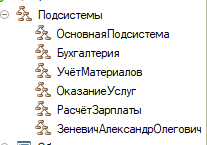 Подсистемы
ОсновнаяПодсистема
Бухгалтерия
УчётМатериалов
ОказаниеУслуг
РасчётЗарплаты
ЗеневичАлександрОлегович